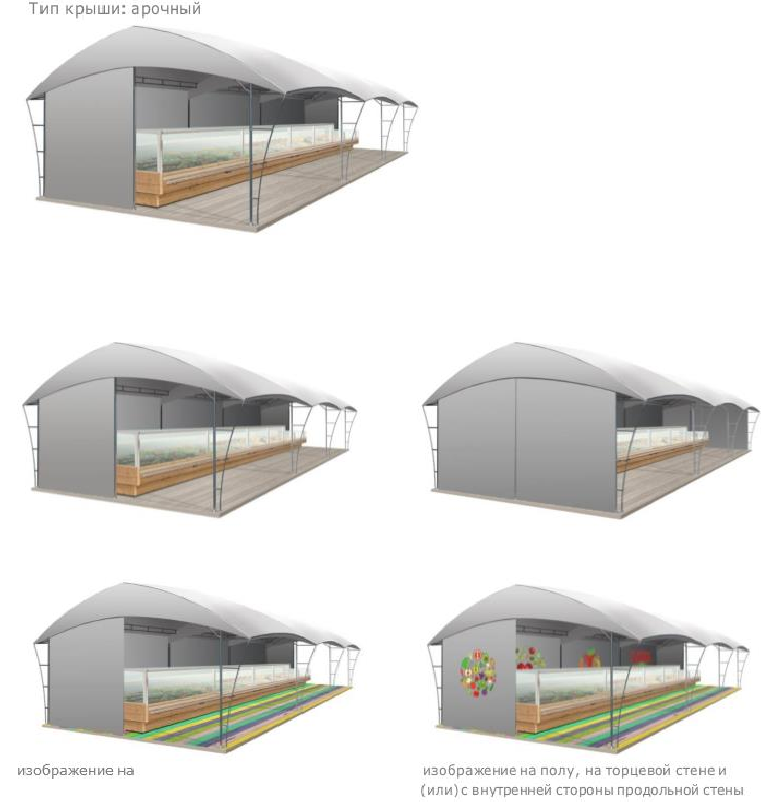 Тип крыши: арочный
изображение на
изображение на полу, на торцевой стене и
(или) с внутренней стороны продольной стены